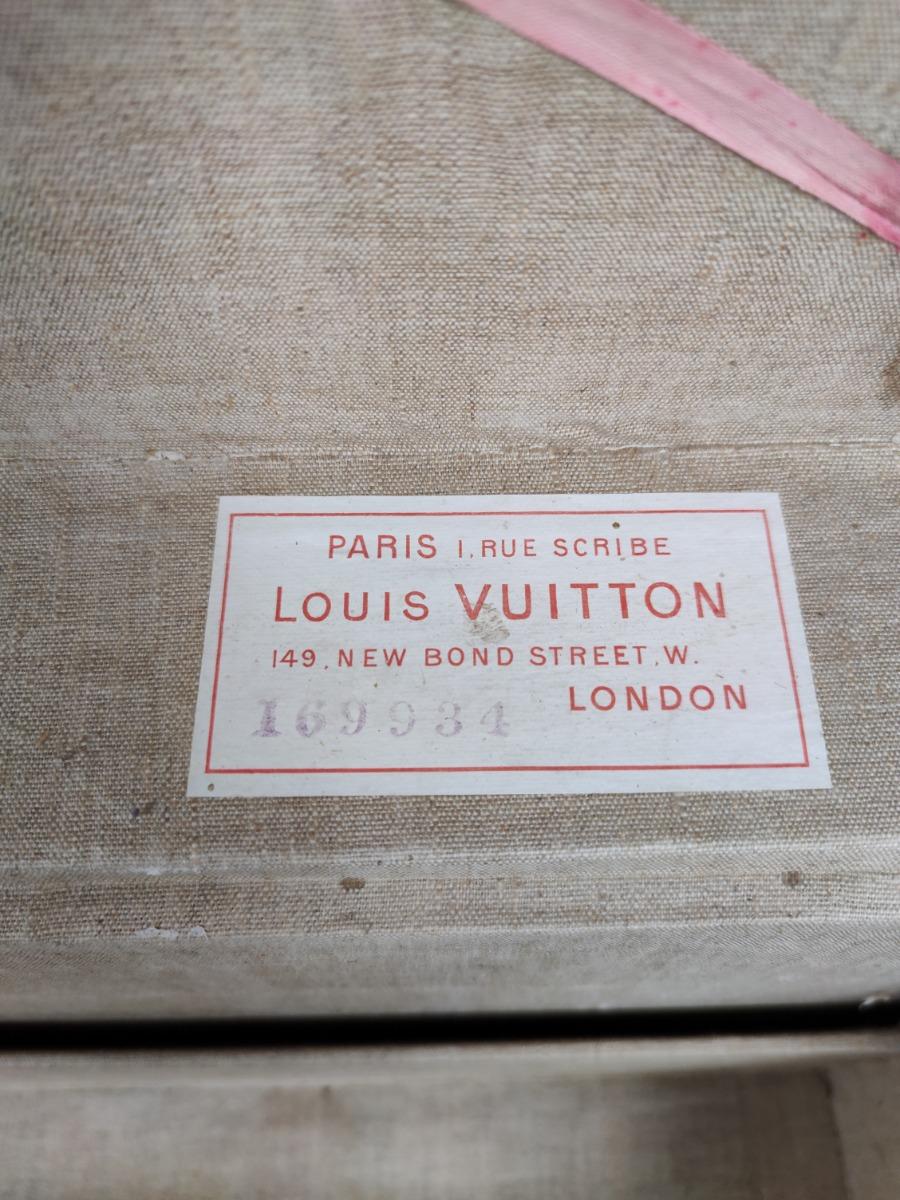 PARIS 1, RUE SCRIBE
LOUIS VUITTON
149, NEW BOND STREET, W.
LONDON
169934